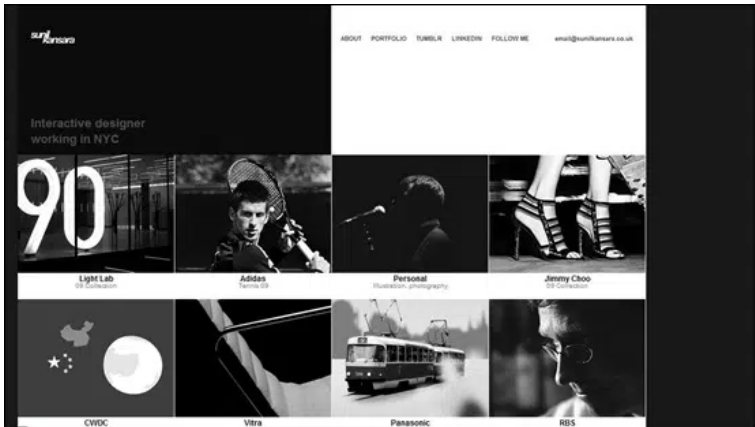 sunil
kansara
ABOUT PORTFOLIO TUMBLR LINKEDIN FOLLOW ME email@sunilkansara.co.uk
Interactive designer
working in NYC
90
Light Lab
09 Collection
Adidas
Tennis 09
Personal
Illustration, photography
Jimmy Choo
09 Collection
CWDC
Vitra
Panasonic
RBS